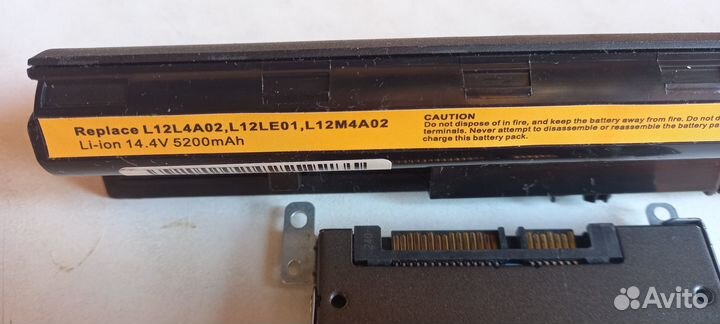 Replace L12L4A02,L12LE01,L12M4A02
Li-ion 14.4V 5200mAh
CAUTION
Do not dispose of in fire, and keep the battery away from fire. Do not d
terminals. Never attempt to disassemble or reassemble the battery pack
charge this battery pack.
Avito